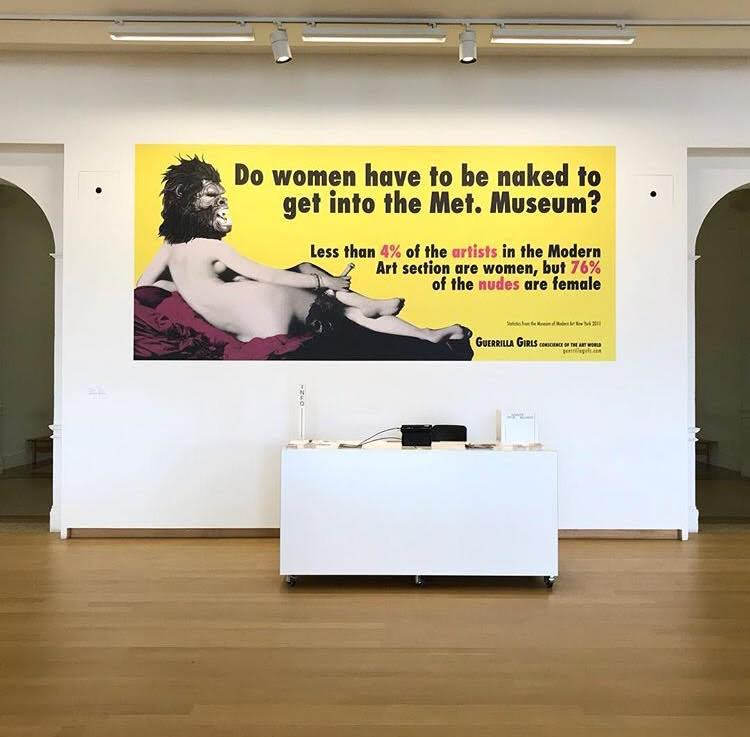 Do women have to be naked to
get into the Met. Museum?
Less than 4% of the artists in the Modern
Art section are women, but 76%
of the nudes are female
Statistics from the Museum of Modern Art New York 2011
GUERRILLA GIRLS CONSCIENCE OF THE ART WORLD
guerrillagirls.com
INFO